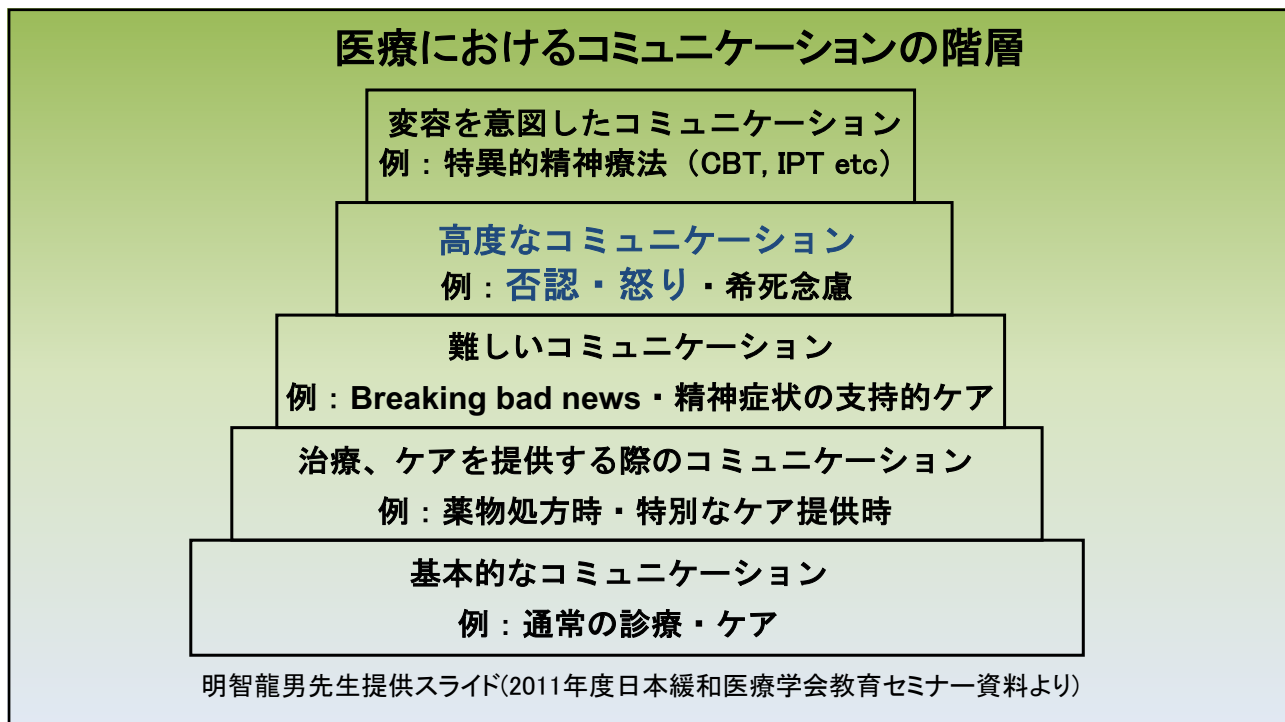 医療におけるコミュニケーションの階層
変容を意図したコミュニケーション
例：特異的精神療法（CBT, IPT etc）
高度なコミュニケーション
例：否認・怒り・希死念慮
難しいコミュニケーション
例：Breaking bad news・精神症状の支持的ケア
治療、ケアを提供する際のコミュニケーション
例：薬物処方時・特別なケア提供時
基本的なコミュニケーション
例：通常の診療・ケア
明智龍男先生提供スライド(2011年度日本緩和医療学会教育セミナー資料より)